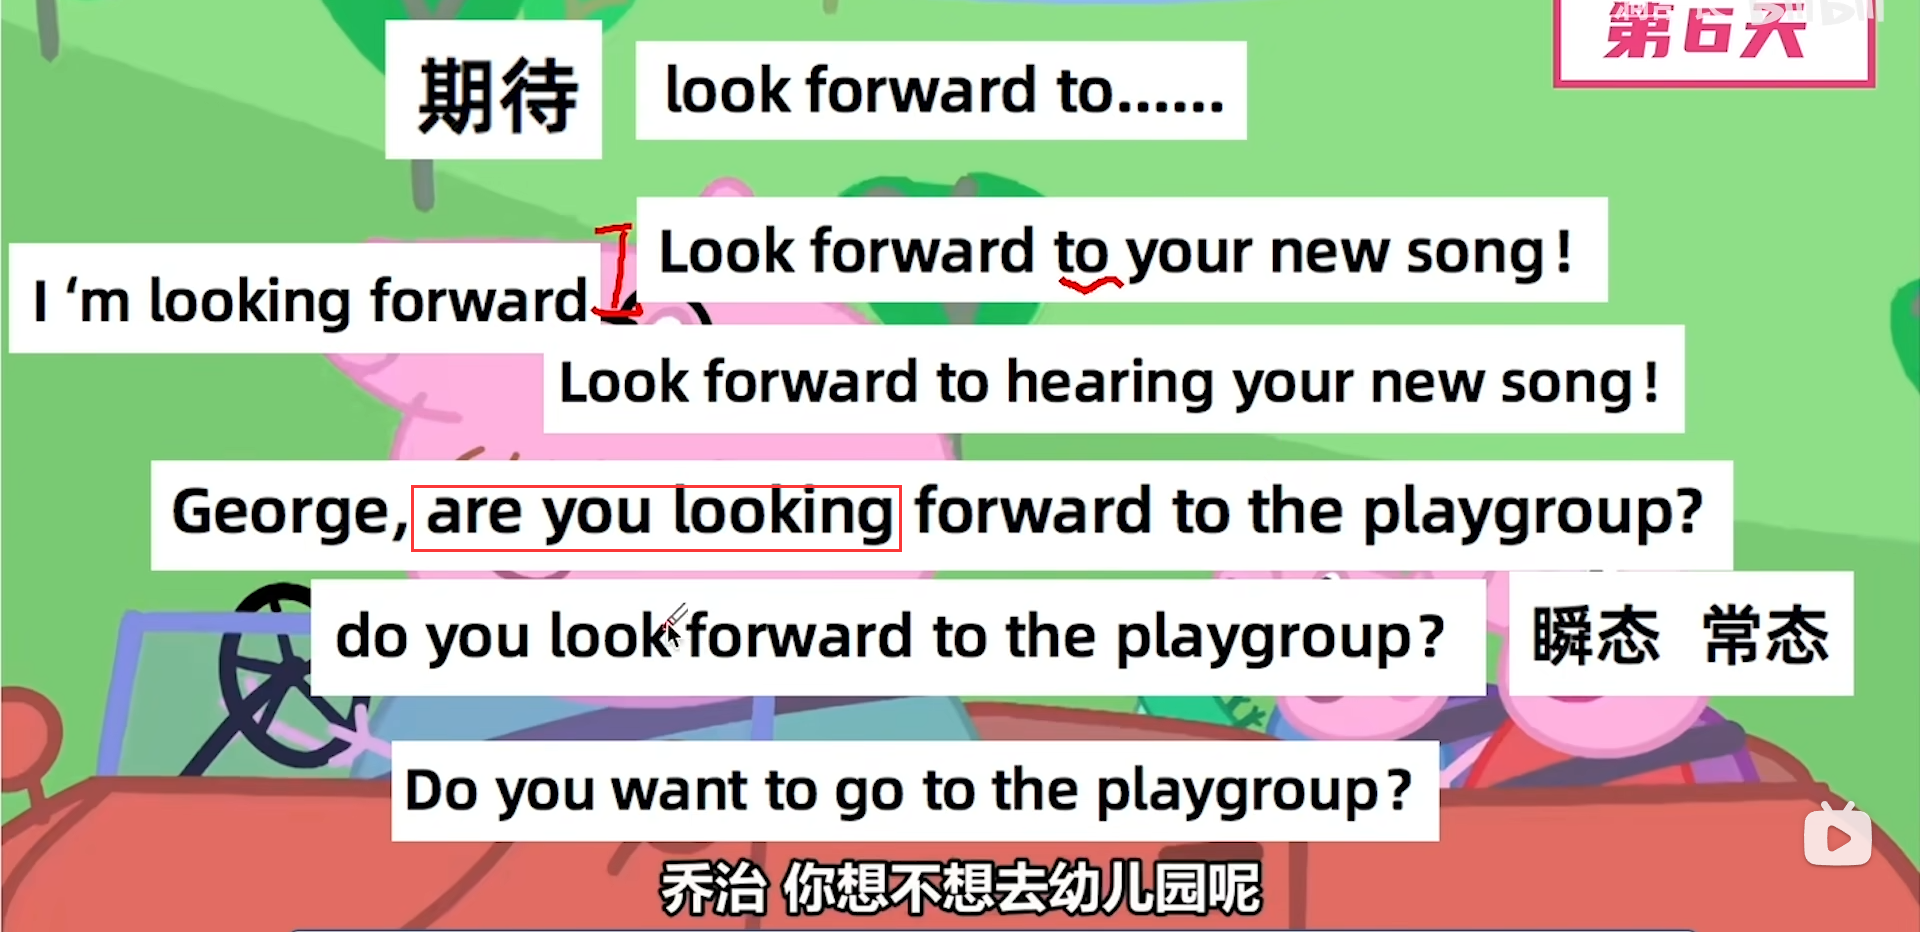 第6天
期待
look forward to......
Look forward to your new song!
I ‘m looking forward
Look forward to hearing your new song!
George, are you looking forward to the playgroup?
do you look forward to the playgroup?
瞬态 常态
Do you want to go to the playgroup?
乔治 你想不想去幼儿园呢